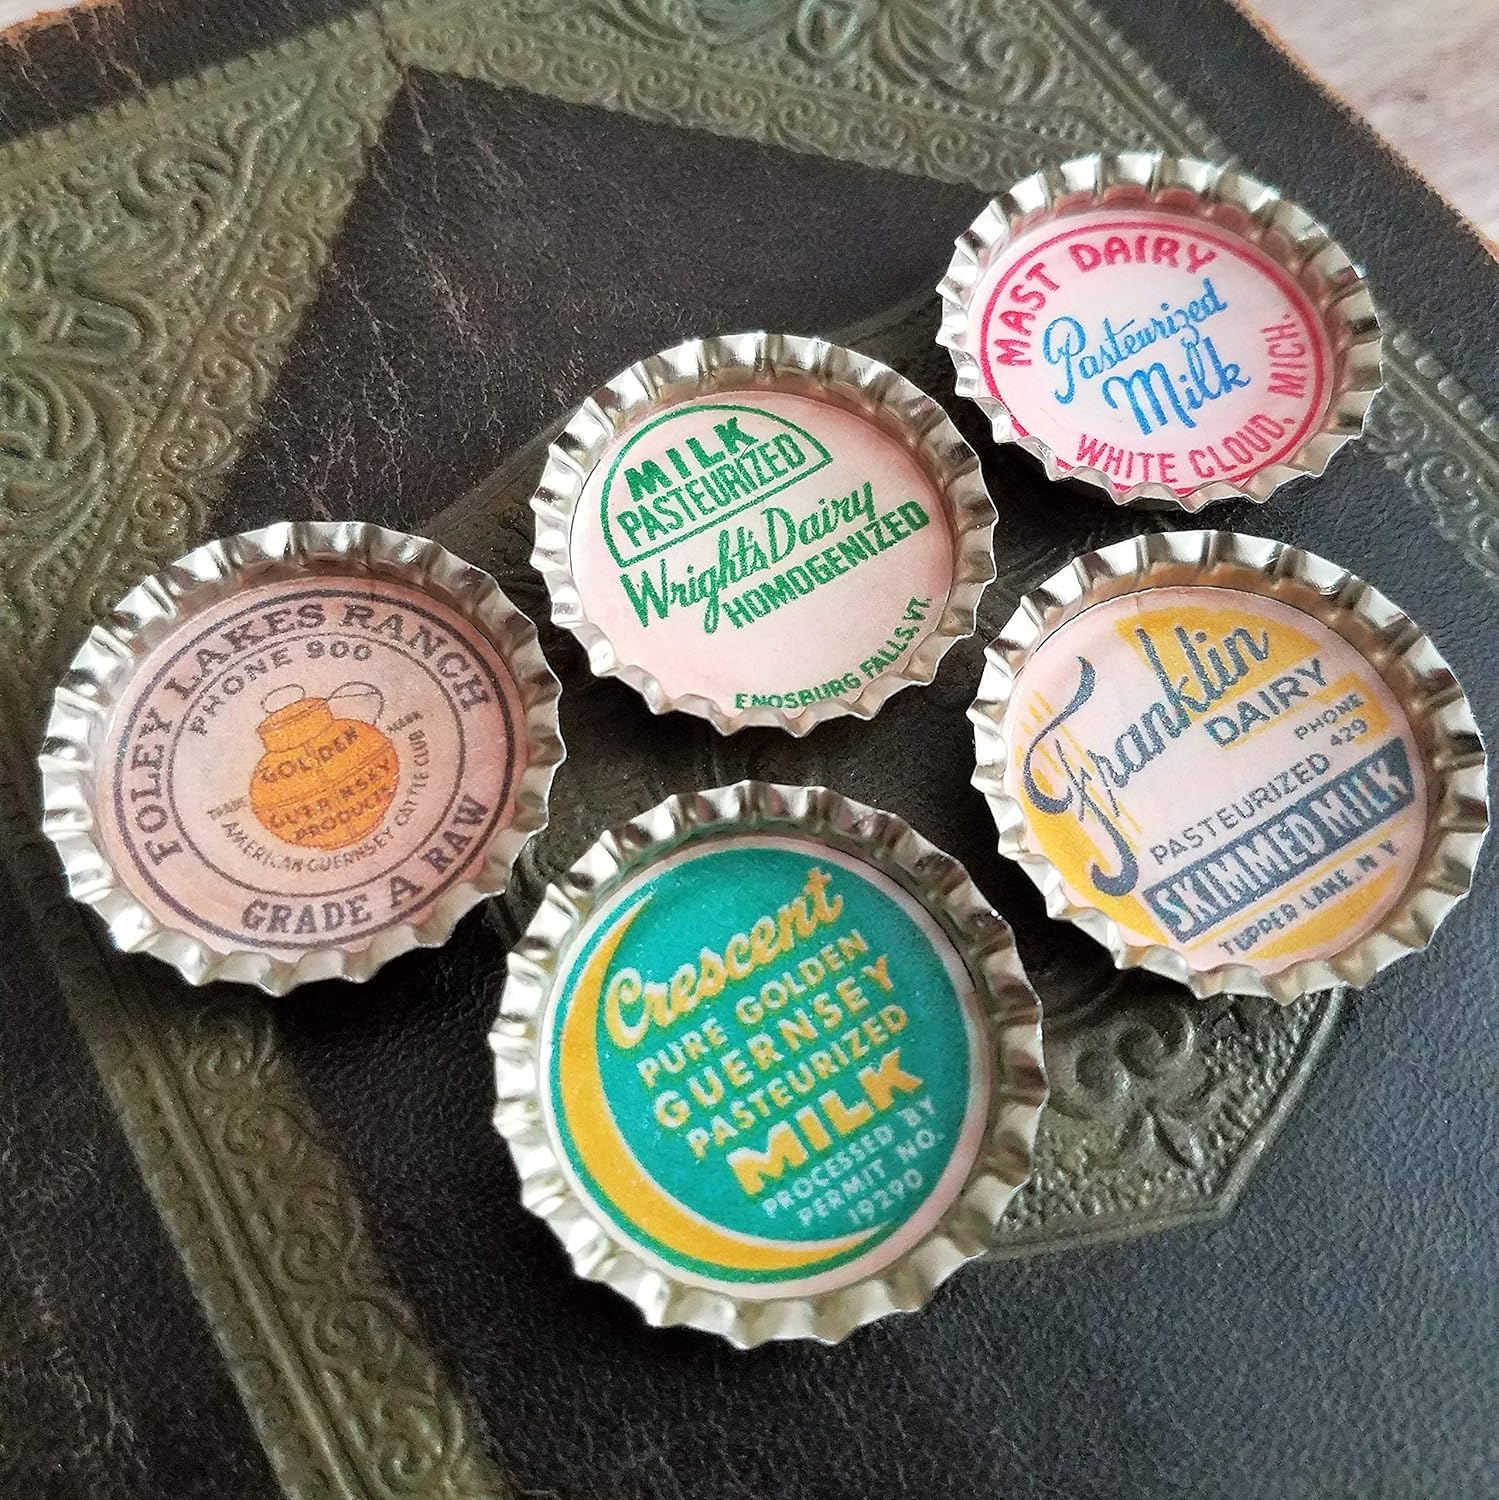 MAST DAIRY
Pasteurized
Milk
WHITE CLOUD, MICH.
MILK
PASTEURIZED
Wright's Dairy
HOMOGENIZED
ENOSBURG FALLS, VT.
FOLEY LAKES RANCH
PHONE 900
GOLDEN
GUERNSEY
PRODUCTS
TRADE MARK
AMERICAN GUERNSEY CATTLE CLUB
GRADE A RAW
Franklin
DAIRY
PHONE
429
PASTEURIZED
SKIMMED MILK
TUPPER LAKE, N.Y.
Crescent
PURE GOLDEN
GUERNSEY
PASTEURIZED
MILK
PROCESSED BY
PERMIT NO.
19290